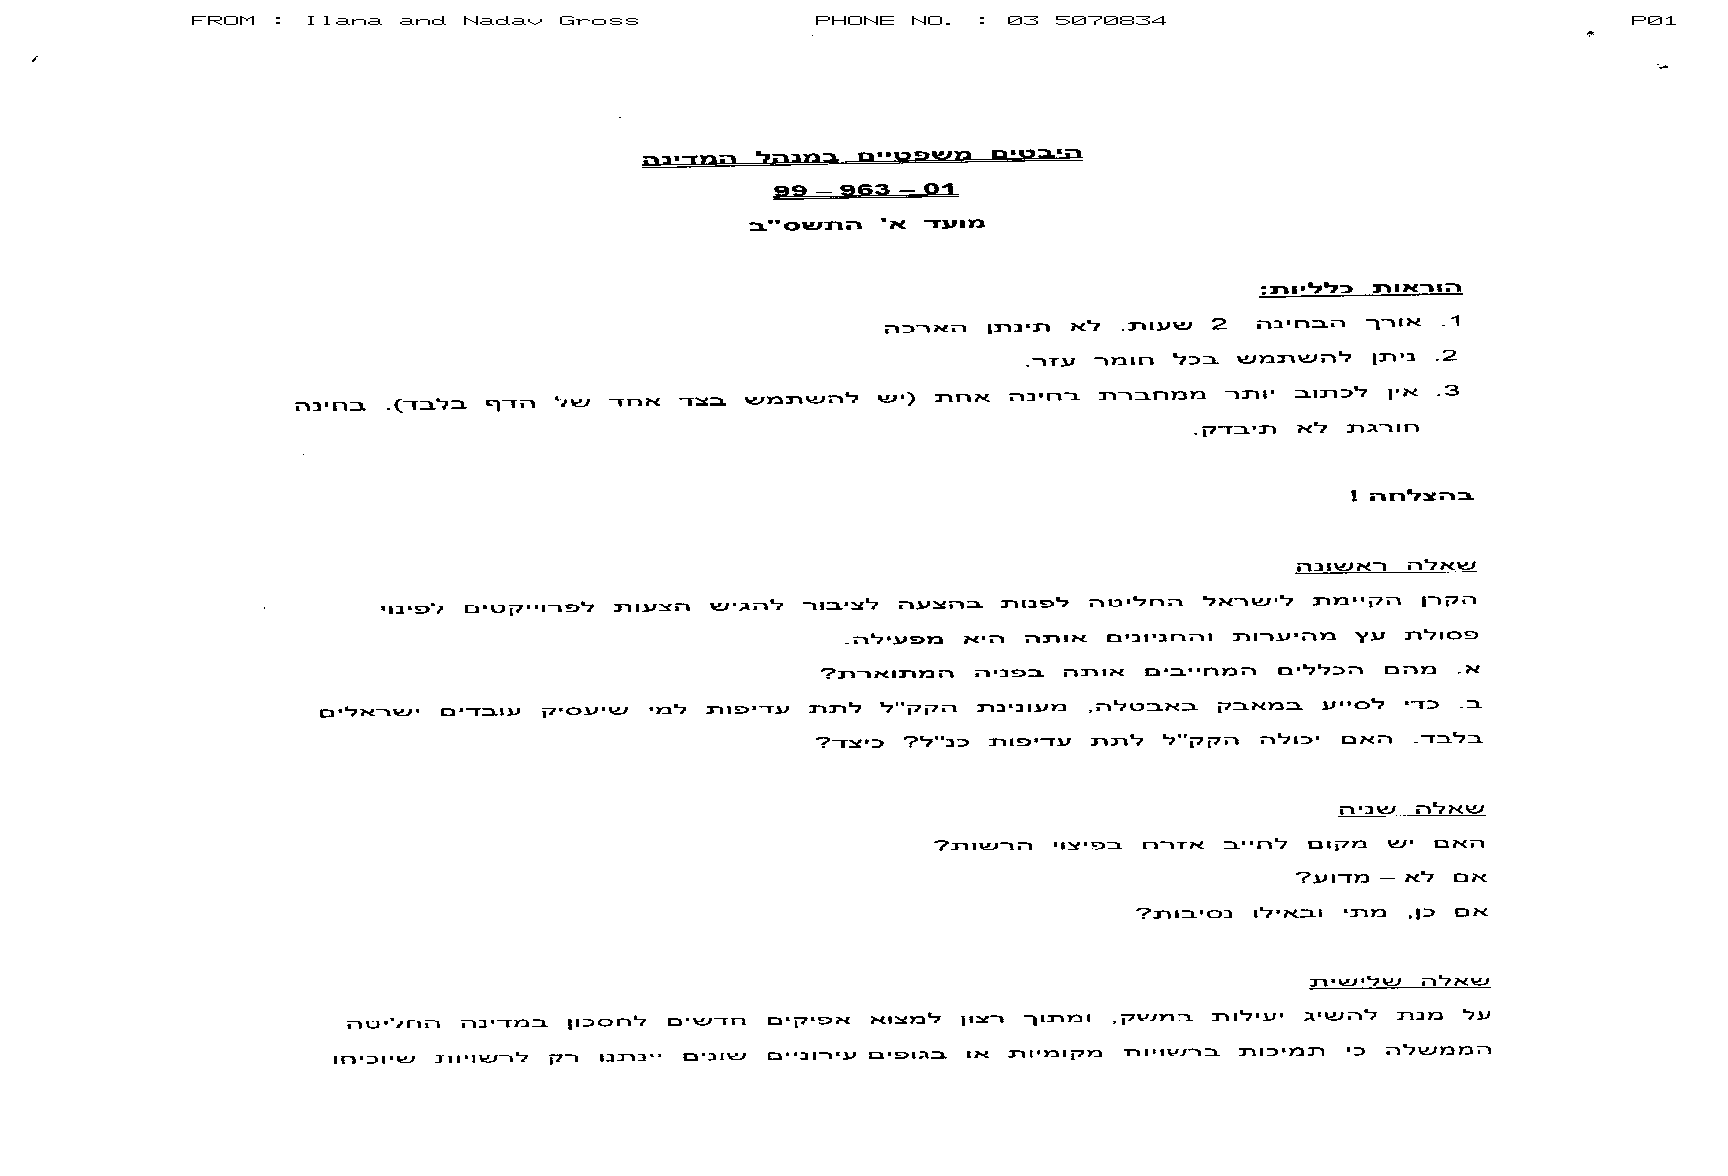 FROM : Ilana and Nadav Gross PHONE NO. : 03 5070834 P01
היבטים משפטיים במנהל המדינה
99 – 963 – 01
מועד א' התשס"ב
הוראות כלליות:
1. אורך הבחינה 2 שעות. לא תינתן הארכה
2. ניתן להשתמש בכל חומר עזר.
3. אין לכתוב יותר ממחברת בחינה אחת (יש להשתמש בצד אחד של הדף בלבד). בחינה
חורגת לא תיבדק.
בהצלחה !
שאלה ראשונה
הקרן הקיימת לישראל החליטה לפנות בהצעה לציבור להגיש הצעות לפרוייקטים לפינוי
פסולת עץ מהיערות והחניונים אותה היא מפעילה.
א. מהם הכללים המחייבים אותה בפניה המתוארת?
ב. כדי לסייע במאבק באבטלה, מעונינת הקק"ל לתת עדיפות למי שיעסיק עובדים ישראלים
בלבד. האם יכולה הקק"ל לתת עדיפות כנ"ל? כיצד?
שאלה שניה
האם יש מקום לחייב אזרח בפיצוי הרשות?
אם לא – מדוע?
אם כן, מתי ובאילו נסיבות?
שאלה שלישית
על מנת להשיג יעילות במשק, ומתוך רצון למצוא אפיקים חדשים לחסכון במדינה החליטה
הממשלה כי תמיכות ברשויות מקומיות או בגופים עירוניים שונים יינתנו רק לרשויות שיוכיחו